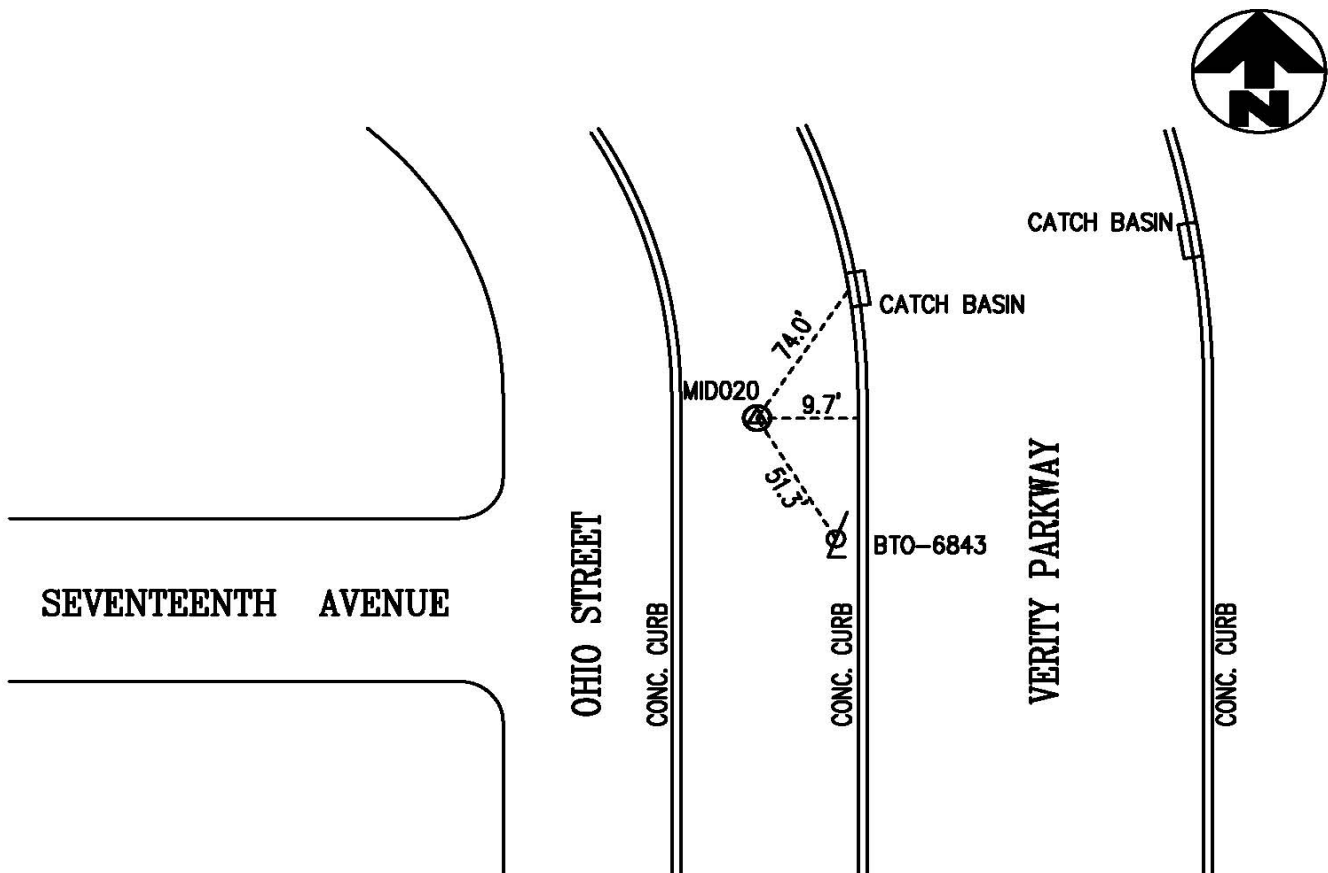 N
CATCH BASIN
CATCH BASIN
74.0'
MID020
9.7'
51.3'
BTO-6843
SEVENTEENTH AVENUE
OHIO STREET
CONC. CURB
CONC. CURB
VERITY PARKWAY
CONC. CURB